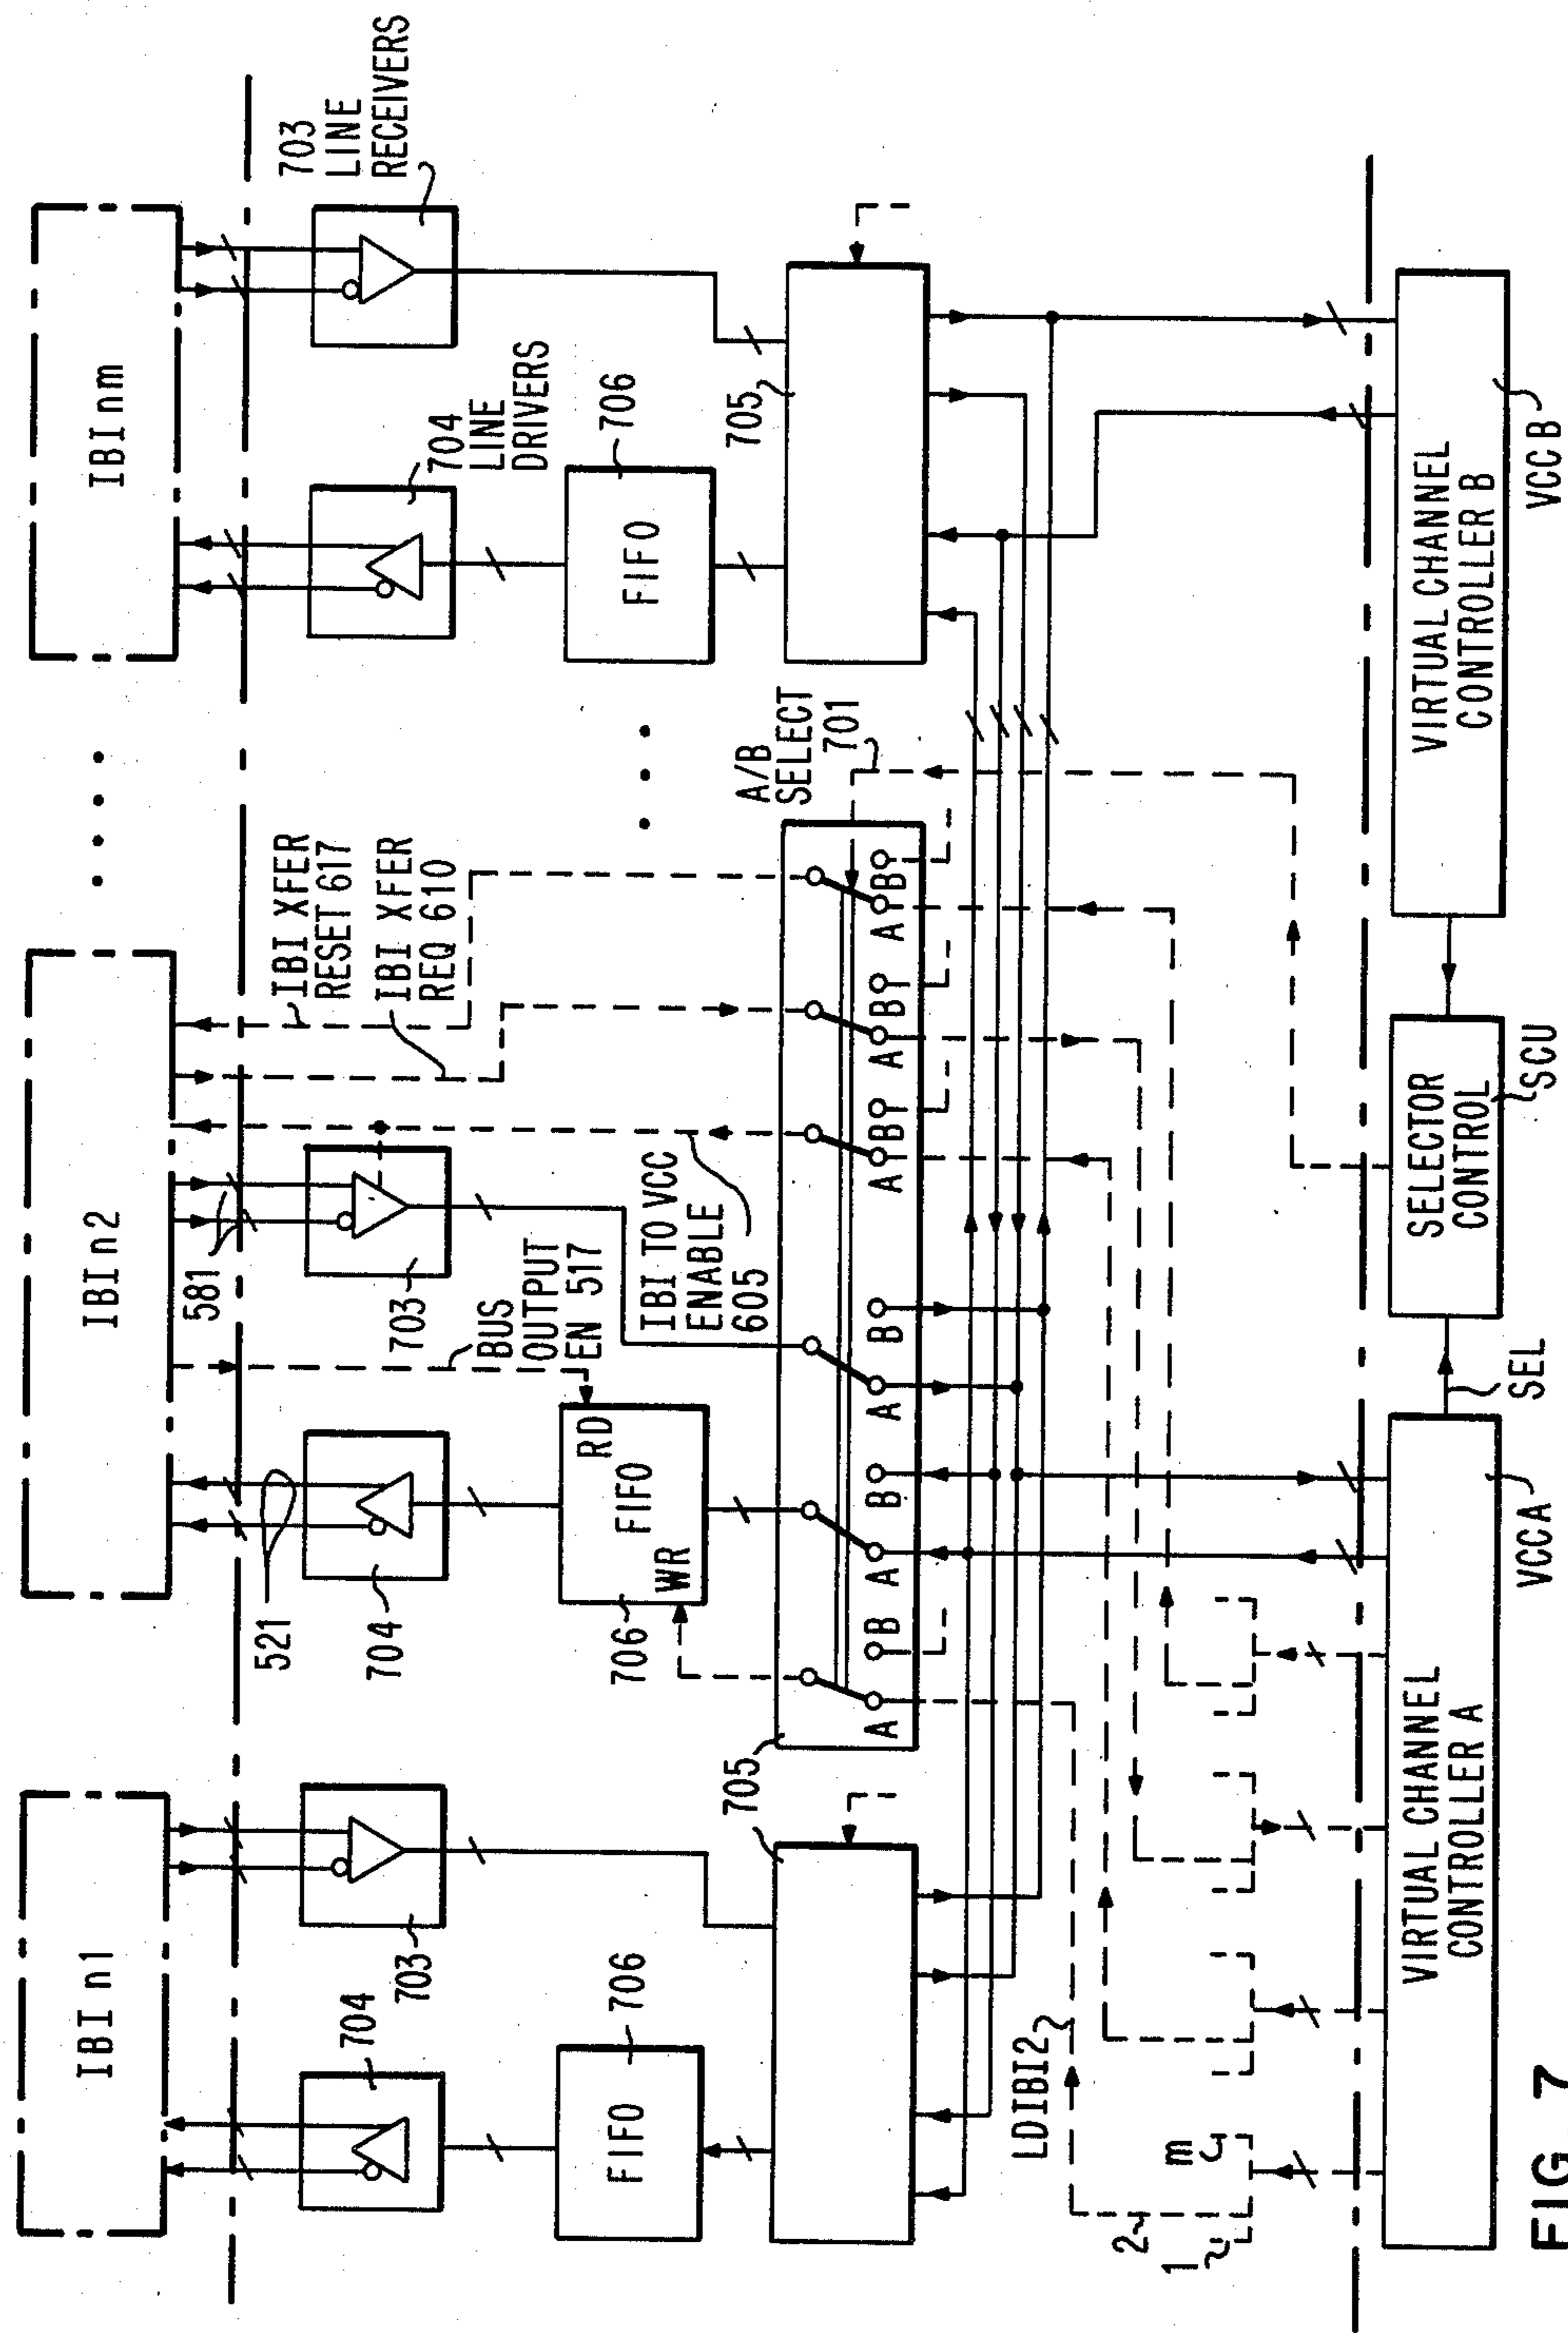 IBI n1
IBI n2
IBI nm
521
581
IBI XFER
RESET 617
IBI XFER
REQ 610
703
LINE
RECEIVERS
704
703
704
703
BUS
OUTPUT
EN 517
704
LINE
DRIVERS
IBI TO VCC
ENABLE
605
FIFO
706
706
WR
FIFO
RD
FIFO
706
A/B
SELECT
701
705
705
705
A
B
A
B
A
B
A
B
A
B
A
B
LDIBI2
1
2
m
VIRTUAL CHANNEL
CONTROLLER A
VCCA
SEL
SELECTOR
CONTROL
SCU
VIRTUAL CHANNEL
CONTROLLER B
VCC B
FIG. 7